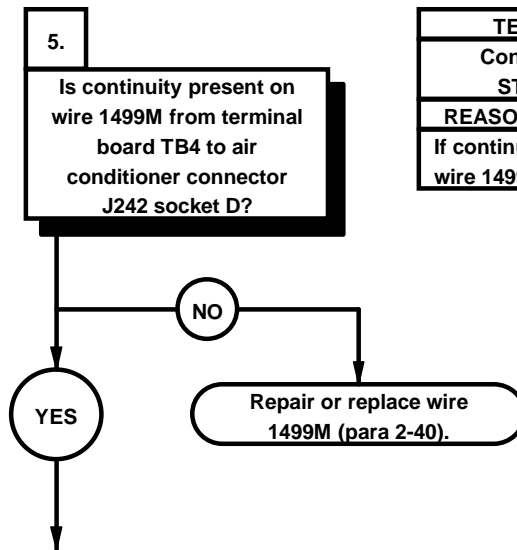 5.
Is continuity present on
wire 1499M from terminal
board TB4 to air
conditioner connector
J242 socket D?
NO
YES
Repair or replace wire
1499M (para 2-40).
TE
Con
ST
REASO
If continu
wire 149